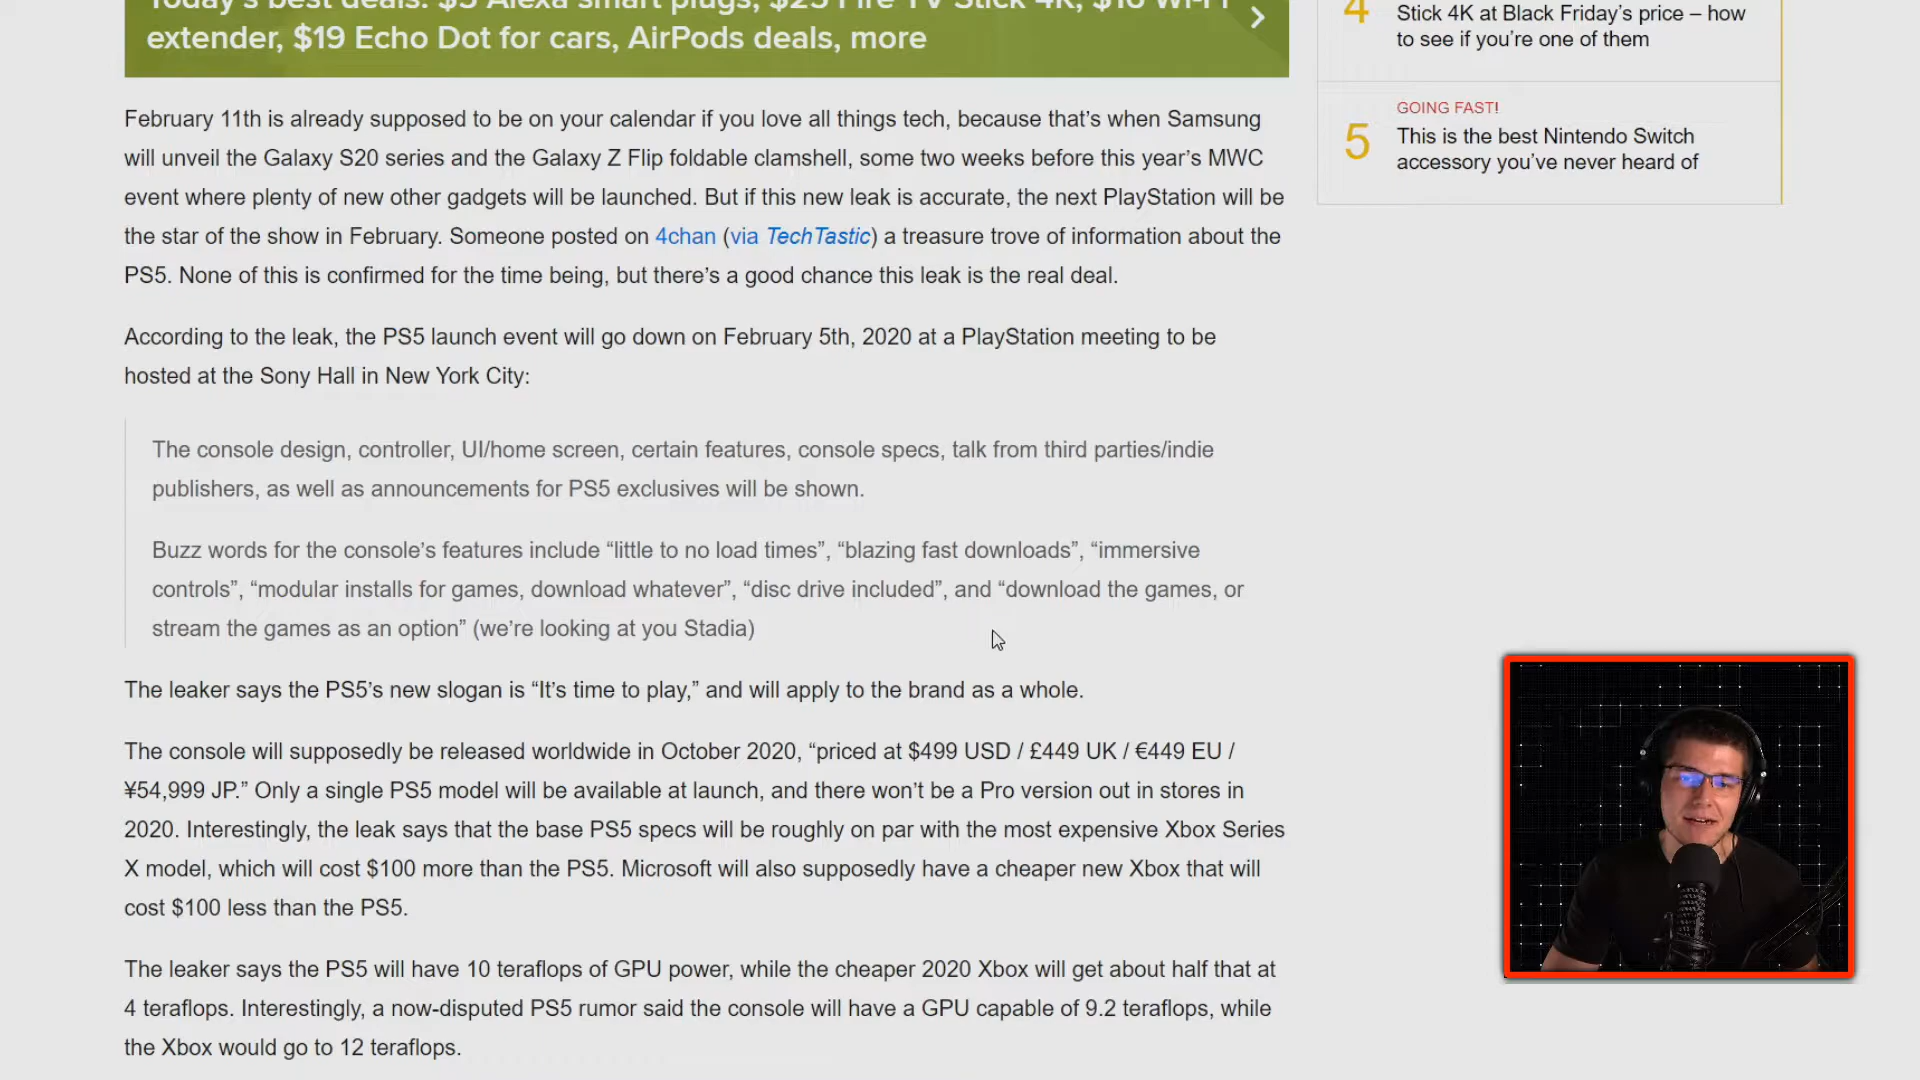 Today's best deals: $5 Alexa smart plugs, $25 Fire TV Stick 4K, $16 Wi-Fi
extender, $19 Echo Dot for cars, AirPods deals, more
February 11th is already supposed to be on your calendar if you love all things tech, because that’s when Samsung
will unveil the Galaxy S20 series and the Galaxy Z Flip foldable clamshell, some two weeks before this year’s MWC
event where plenty of new other gadgets will be launched. But if this new leak is accurate, the next PlayStation will be
the star of the show in February. Someone posted on 4chan (via TechTastic) a treasure trove of information about the
PS5. None of this is confirmed for the time being, but there’s a good chance this leak is the real deal.
According to the leak, the PS5 launch event will go down on February 5th, 2020 at a PlayStation meeting to be
hosted at the Sony Hall in New York City:
The console design, controller, UI/home screen, certain features, console specs, talk from third parties/indie
publishers, as well as announcements for PS5 exclusives will be shown.
Buzz words for the console’s features include “little to no load times”, “blazing fast downloads”, “immersive
controls”, “modular installs for games, download whatever”, “disc drive included”, and “download the games, or
stream the games as an option” (we’re looking at you Stadia)
The leaker says the PS5’s new slogan is “It’s time to play,” and will apply to the brand as a whole.
The console will supposedly be released worldwide in October 2020, “priced at $499 USD / £449 UK / €449 EU /
¥54,999 JP.” Only a single PS5 model will be available at launch, and there won’t be a Pro version out in stores in
2020. Interestingly, the leak says that the base PS5 specs will be roughly on par with the most expensive Xbox Series
X model, which will cost $100 more than the PS5. Microsoft will also supposedly have a cheaper new Xbox that will
cost $100 less than the PS5.
The leaker says the PS5 will have 10 teraflops of GPU power, while the cheaper 2020 Xbox will get about half that at
4 teraflops. Interestingly, a now-disputed PS5 rumor said the console will have a GPU capable of 9.2 teraflops, while
the Xbox would go to 12 teraflops.
4
Stick 4K at Black Friday’s price – how
to see if you’re one of them
GOING FAST!
5
This is the best Nintendo Switch
accessory you’ve never heard of